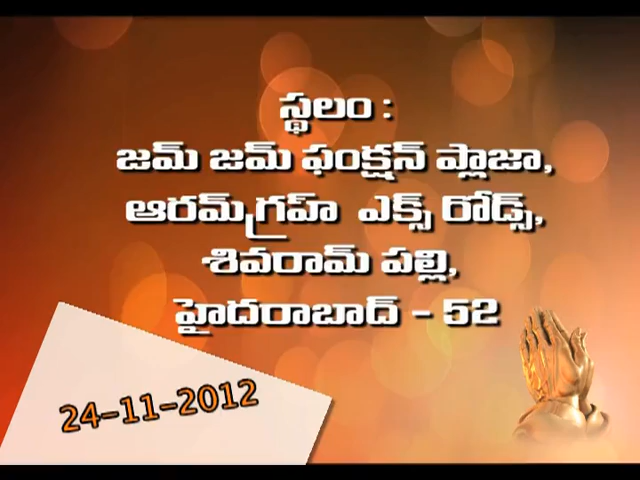 స్థలం :
జమ్ జమ్ ఫంక్షన్ ప్లాజా,
ఆరమ్‌గ్రహ్ ఎక్స్ రోడ్స్,
శివరామ్ పల్లి,
హైదరాబాద్ - 52
24-11-2012